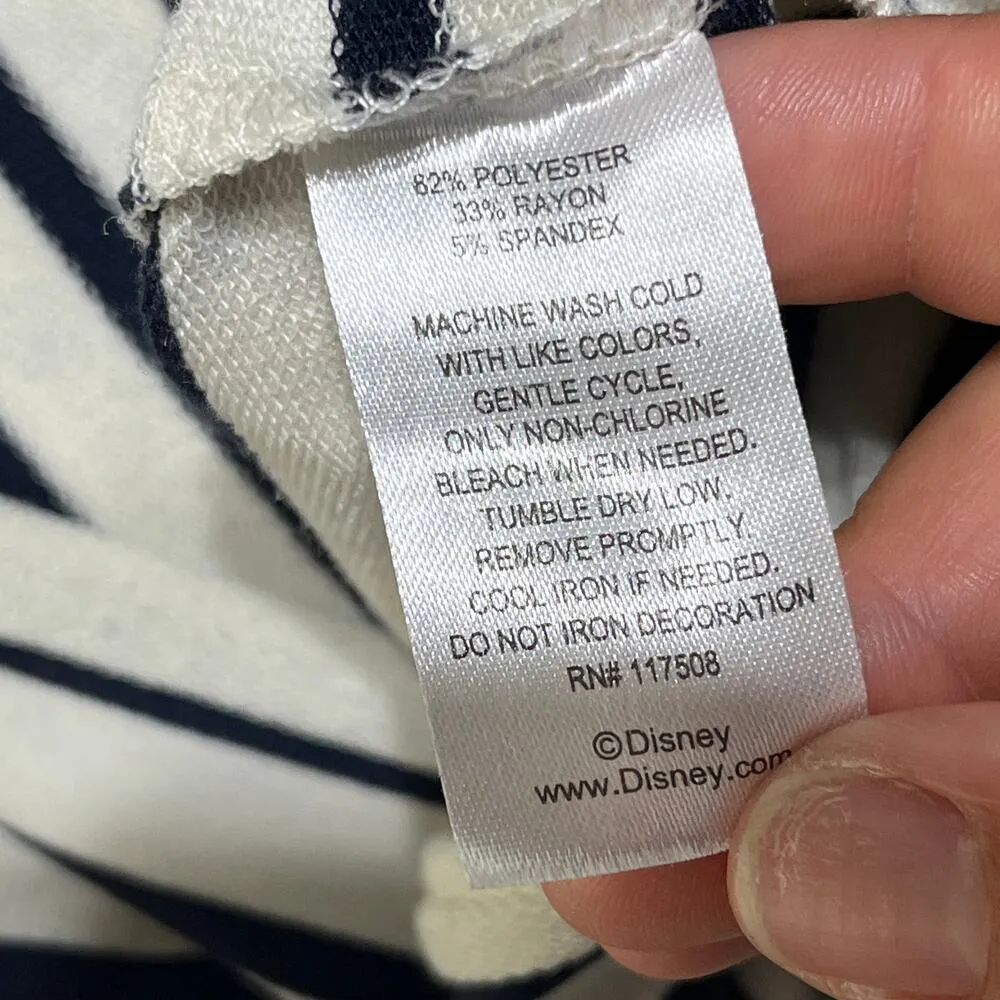 62% POLYESTER
33% RAYON
5% SPANDEX
MACHINE WASH COLD
WITH LIKE COLORS,
GENTLE CYCLE,
ONLY NON-CHLORINE
BLEACH WHEN NEEDED.
TUMBLE DRY LOW.
REMOVE PROMPTLY.
COOL IRON IF NEEDED.
DO NOT IRON DECORATION
RN# 117508
©Disney
www.Disney.com